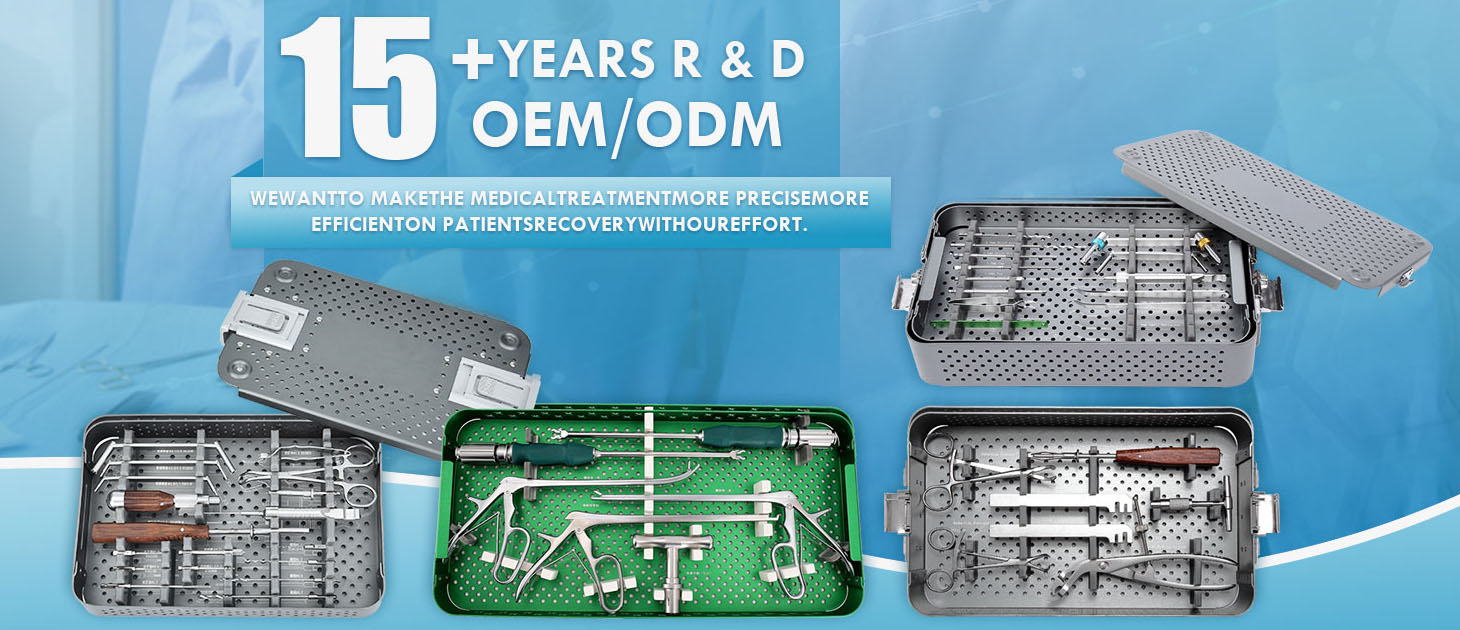 15
+YEARS R & D
OEM/ODM
WEWANTTO MAKETHE MEDICALTREATMENTMORE PRECISEMORE
EFFICIENTON PATIENTSRECOVERYWITHOUREFFORT.